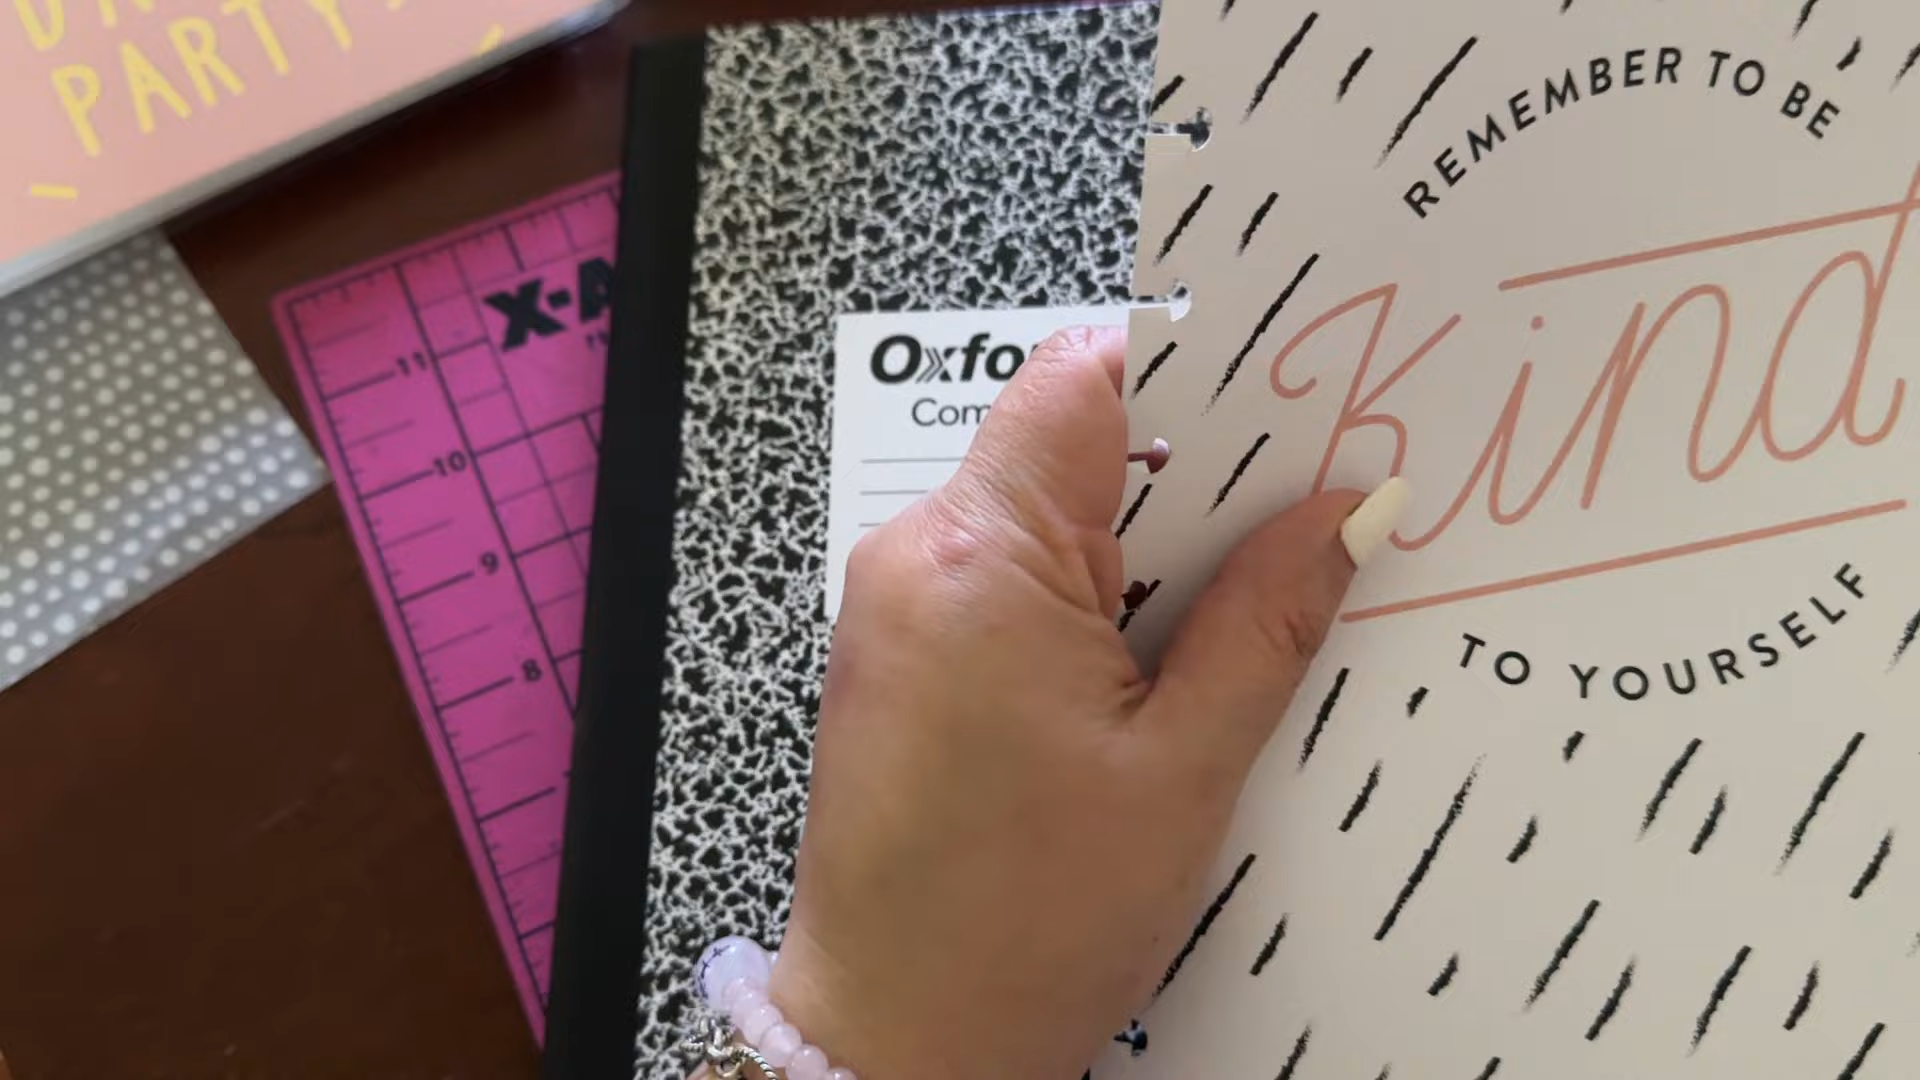 PARTY
X-A
11
10
9
8
Oxfo
Com
REMEMBER TO BE
Kind
TO YOURSELF